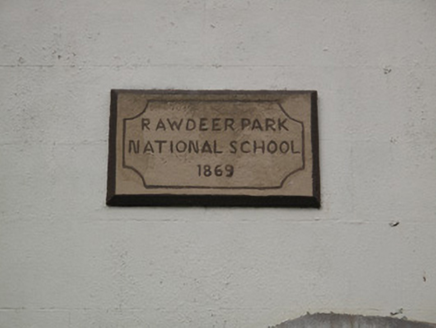 RAWDEER PARK
NATIONAL SCHOOL
1869